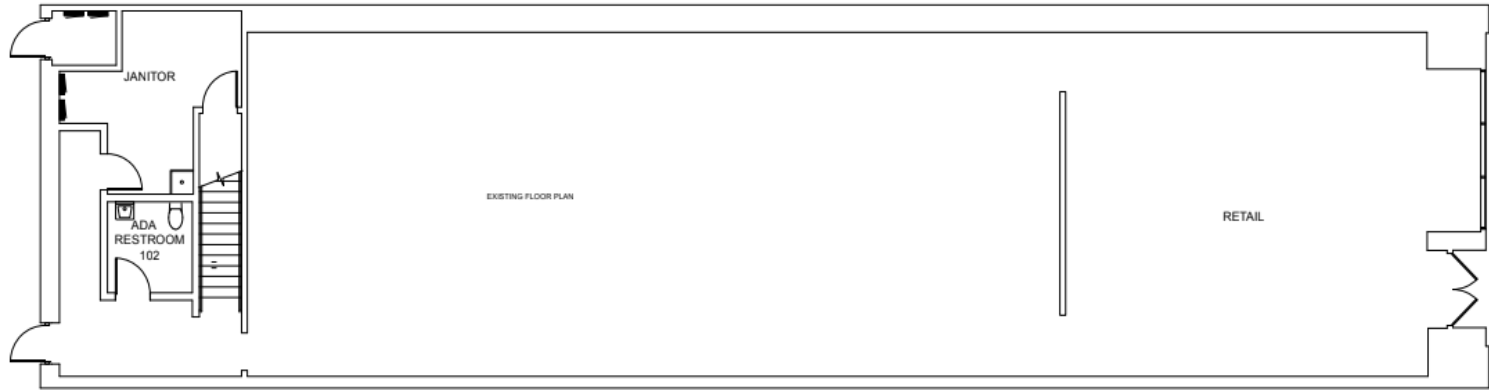 JANITOR
EXISTING FLOOR PLAN
RETAIL
ADA
RESTROOM
102